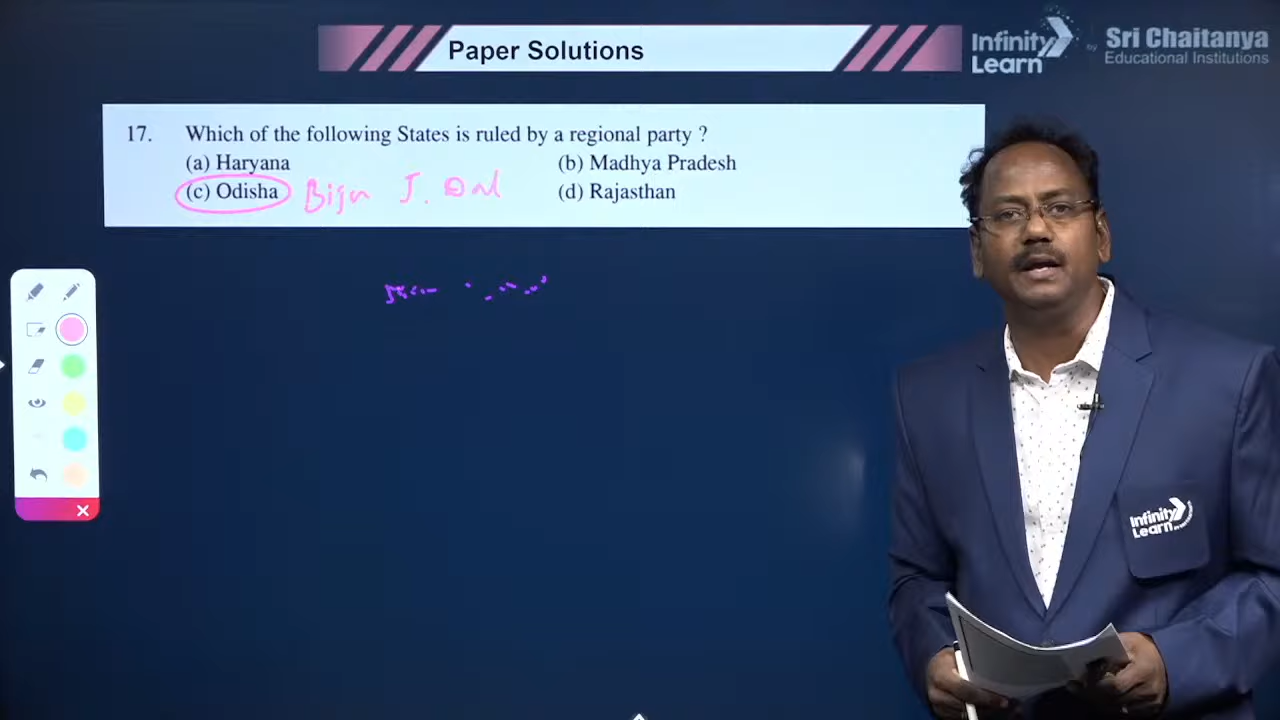 Paper Solutions
Infinity Learn by Sri Chaitanya Educational Institutions
17. Which of the following States is ruled by a regional party ?
(a) Haryana (b) Madhya Pradesh
(c) Odisha Biju J. Dal (d) Rajasthan
Infinity Learn